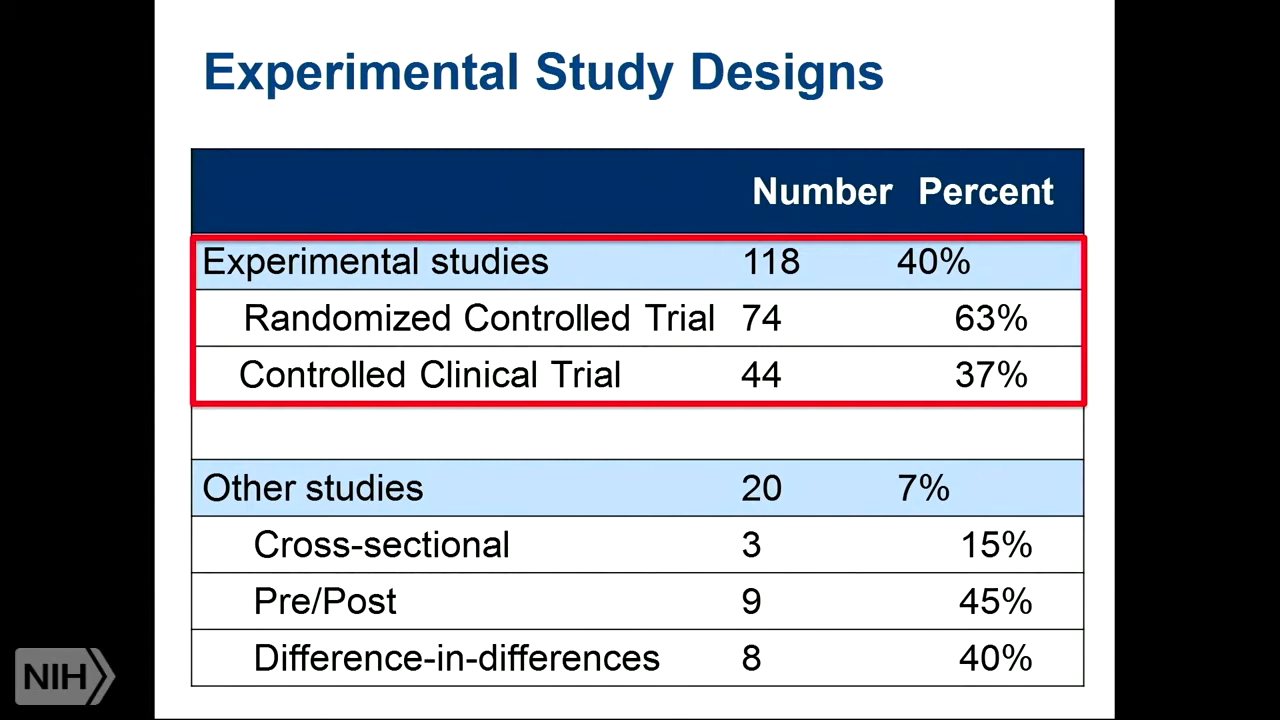 Experimental Study Designs
Number Percent
Experimental studies 118 40%
Randomized Controlled Trial 74 63%
Controlled Clinical Trial 44 37%
Other studies 20 7%
Cross-sectional 3 15%
Pre/Post 9 45%
Difference-in-differences 8 40%
NIH